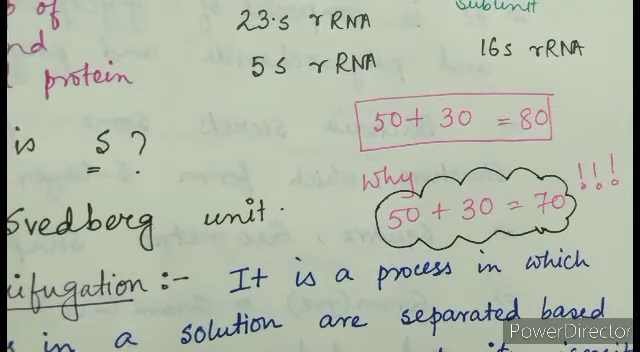 of
Subunit
23.s rRNA
nd
5 s rRNA
16s rRNA
protein
50 + 30 = 80
is S ?
Why
50 + 30 = 70 !!!
Svedberg unit.
ifugation :- It is a process in which
in a solution are separated based
PowerDirector